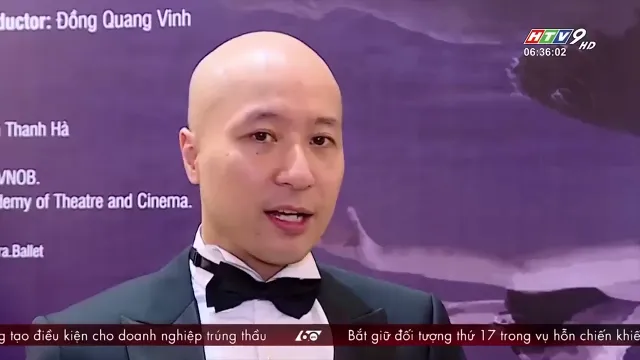 ductor: Đồng Quang Vinh
HTV9 HD
06:36:02
Thanh Hà
VNOB.
demy of Theatre and Cinema.
ra.Ballet
tạo điều kiện cho doanh nghiệp trúng thầu
60
Bắt giữ đối tượng thứ 17 trong vụ hỗn chiến khiế